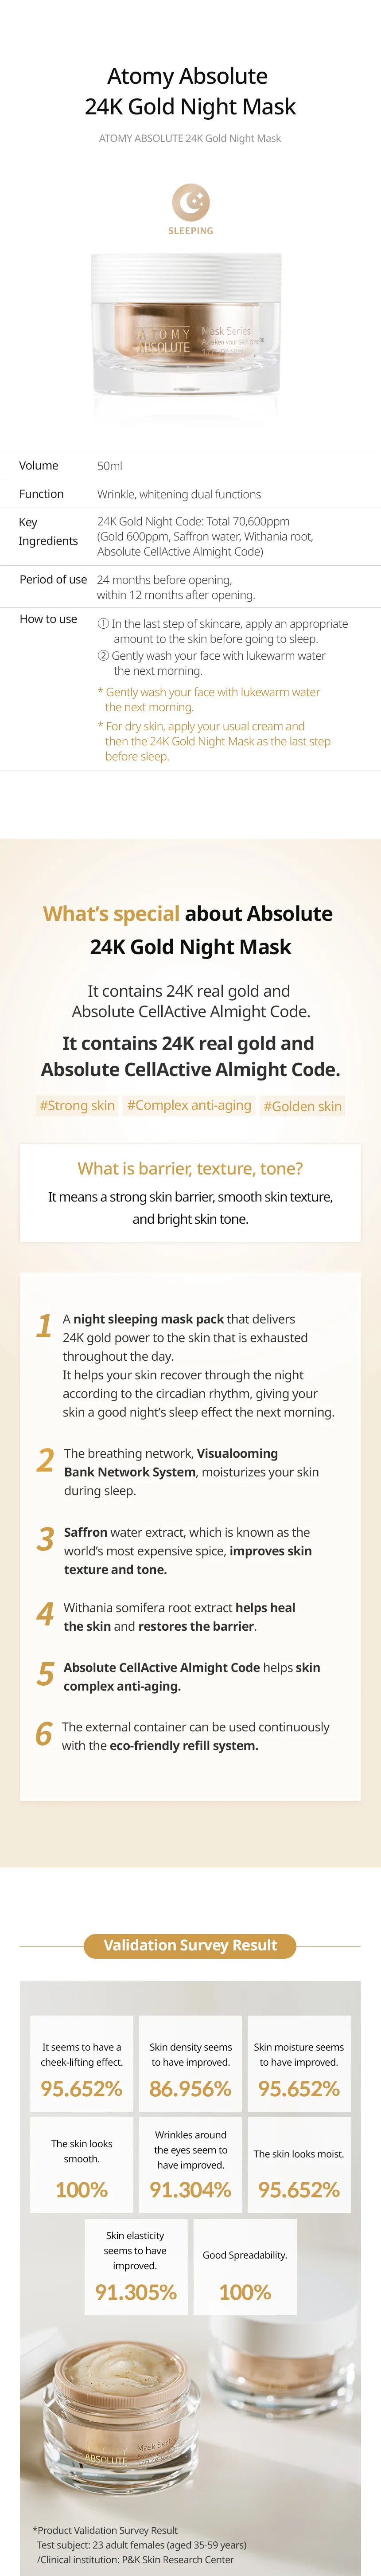 Atomy Absolute
24K Gold Night Mask
ATOMY ABSOLUTE 24K Gold Night Mask
SLEEPING
ATOMY
ABSOLUTE
Mask Series
Awaken your skin core
Volume
50ml
Function
Wrinkle, whitening dual functions
Key
Ingredients
24K Gold Night Code: Total 70,600ppm
(Gold 600ppm, Saffron water, Withania root,
Absolute CellActive Almight Code)
Period of use
24 months before opening,
within 12 months after opening.
How to use
① In the last step of skincare, apply an appropriate
amount to the skin before going to sleep.
② Gently wash your face with lukewarm water
the next morning.
* Gently wash your face with lukewarm water
the next morning.
* For dry skin, apply your usual cream and
then the 24K Gold Night Mask as the last step
before sleep.
What's special about Absolute
24K Gold Night Mask
It contains 24K real gold and
Absolute CellActive Almight Code.
It contains 24K real gold and
Absolute CellActive Almight Code.
#Strong skin #Complex anti-aging #Golden skin
What is barrier, texture, tone?
It means a strong skin barrier, smooth skin texture,
and bright skin tone.
1 A night sleeping mask pack that delivers
24K gold power to the skin that is exhausted
throughout the day.
It helps your skin recover through the night
according to the circadian rhythm, giving your
skin a good night's sleep effect the next morning.
2 The breathing network, Visualooming
Bank Network System, moisturizes your skin
during sleep.
3 Saffron water extract, which is known as the
world's most expensive spice, improves skin
texture and tone.
4 Withania somifera root extract helps heal
the skin and restores the barrier.
5 Absolute CellActive Almight Code helps skin
complex anti-aging.
6 The external container can be used continuously
with the eco-friendly refill system.
Validation Survey Result
It seems to have a
cheek-lifting effect.
95.652%
Skin density seems
to have improved.
86.956%
Skin moisture seems
to have improved.
95.652%
The skin looks
smooth.
100%
Wrinkles around
the eyes seem to
have improved.
91.304%
The skin looks moist.
95.652%
Skin elasticity
seems to have
improved.
91.305%
Good Spreadability.
100%
ATOMY
ABSOLUTE
Mask Series
*Product Validation Survey Result
Test subject: 23 adult females (aged 35-59 years)
/Clinical institution: P&K Skin Research Center